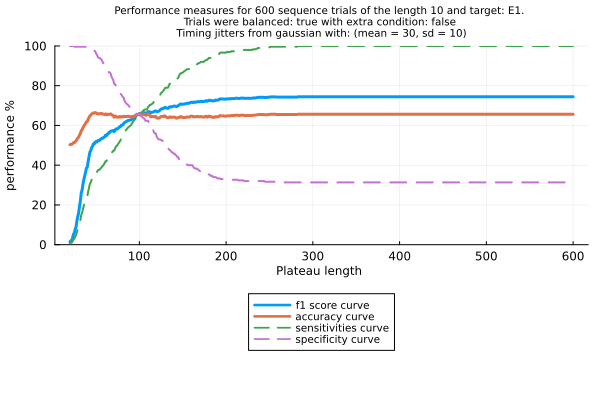 Performance measures for 600 sequence trials of the length 10 and target: E1.
Trials were balanced: true with extra condition: false
Timing jitters from gaussian with: (mean = 30, sd = 10)
performance %
100
80
60
40
20
0
100
200
300
400
500
600
Plateau length
f1 score curve
accuracy curve
sensitivities curve
specificity curve